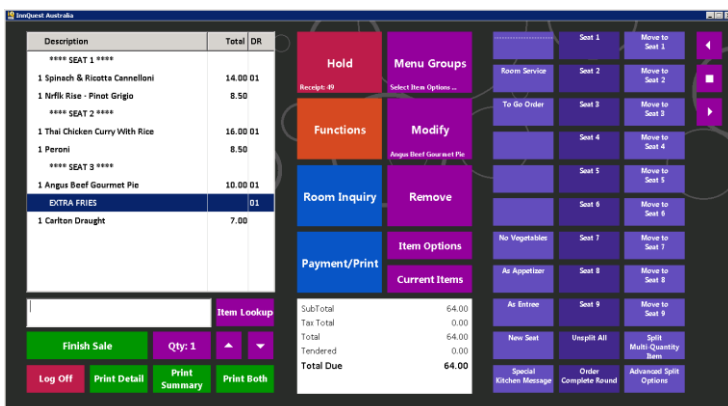 InnQuest Australia
Description Total DR
**** SEAT 1 ****
1 Spinach & Ricotta Cannelloni 14.00 01
1 Nrflk Rise - Pinot Grigio 8.50
**** SEAT 2 ****
1 Thai Chicken Curry With Rice 16.00 01
1 Peroni 8.50
**** SEAT 3 ****
1 Angus Beef Gourmet Pie 10.00 01
EXTRA FRIES 01
1 Carlton Draught 7.00
Item Lookup
Finish Sale
Qty: 1
Log Off
Print Detail
Print
Summary
Print Both
Hold
Receipt: 49
Menu Groups
Select Item Options ...
Functions
Modify
Angus Beef Gourmet Pie
Room Inquiry
Remove
Payment/Print
Item Options
Current Items
SubTotal 64.00
Tax Total 0.00
Total 64.00
Tendered 0.00
Total Due 64.00
Seat 1
Move to
Seat 1
Room Service
Seat 2
Move to
Seat 2
To Go Order
Seat 3
Move to
Seat 3
Seat 4
Move to
Seat 4
Seat 5
Move to
Seat 5
Seat 6
Move to
Seat 6
No Vegetables
Seat 7
Move to
Seat 7
As Appetizer
Seat 8
Move to
Seat 8
As Entree
Seat 9
Move to
Seat 9
New Seat
Unsplit All
Split
Multi-Quantity
Item
Special
Kitchen Message
Order
Complete Round
Advanced Split
Options